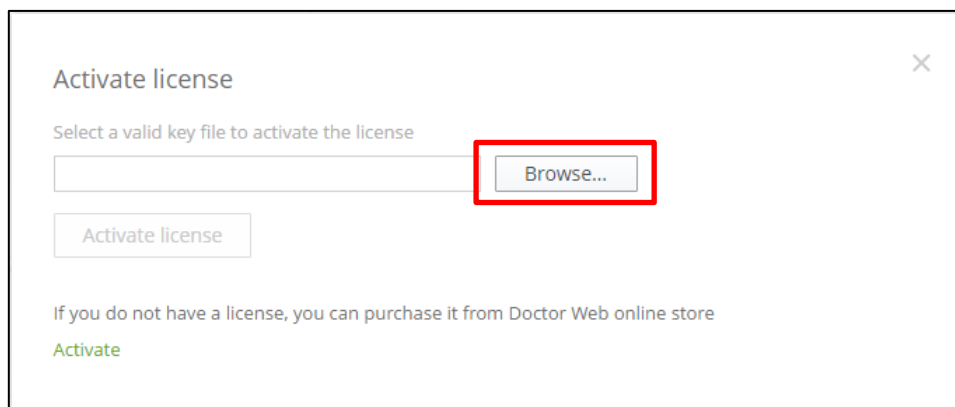 Activate license
Select a valid key file to activate the license
Browse...
Activate license
If you do not have a license, you can purchase it from Doctor Web online store
Activate